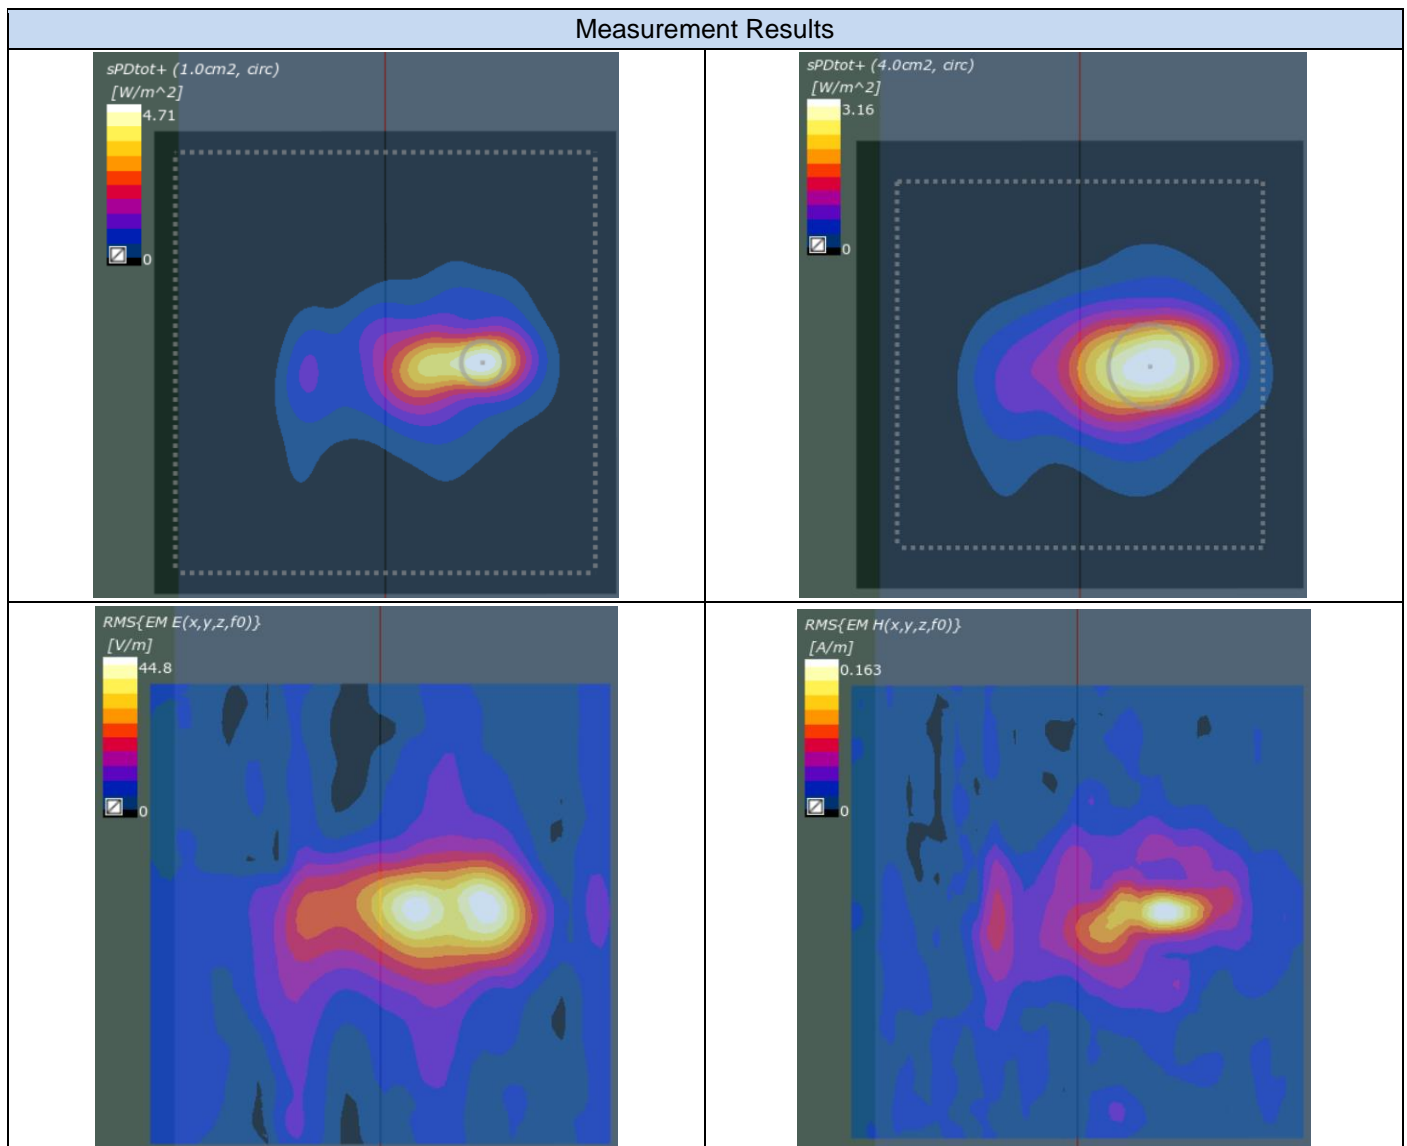 Measurement Results
sPDtot+ (1.0cm2, circ)
[W/m^2]
4.71
0
sPDtot+ (4.0cm2, circ)
[W/m^2]
3.16
0
RMS{EM E(x,y,z,f0)}
[V/m]
44.8
0
RMS{EM H(x,y,z,f0)}
[A/m]
0.163
0